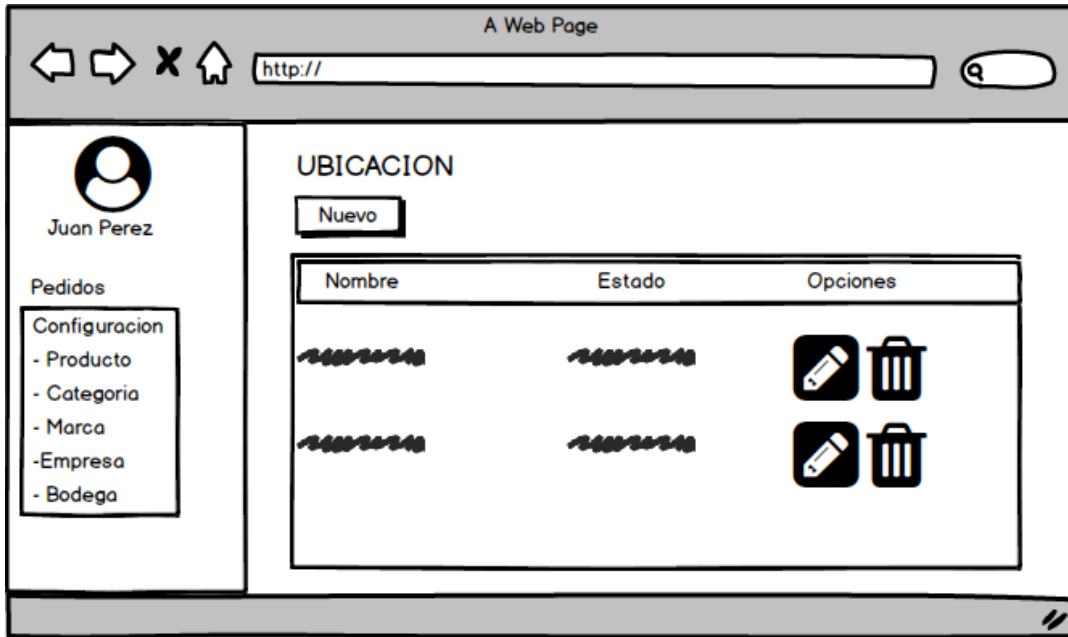 A Web Page
http://
Juan Perez
Pedidos
Configuracion
- Producto
- Categoria
- Marca
-Empresa
- Bodega
UBICACION
Nuevo
Nombre Estado Opciones